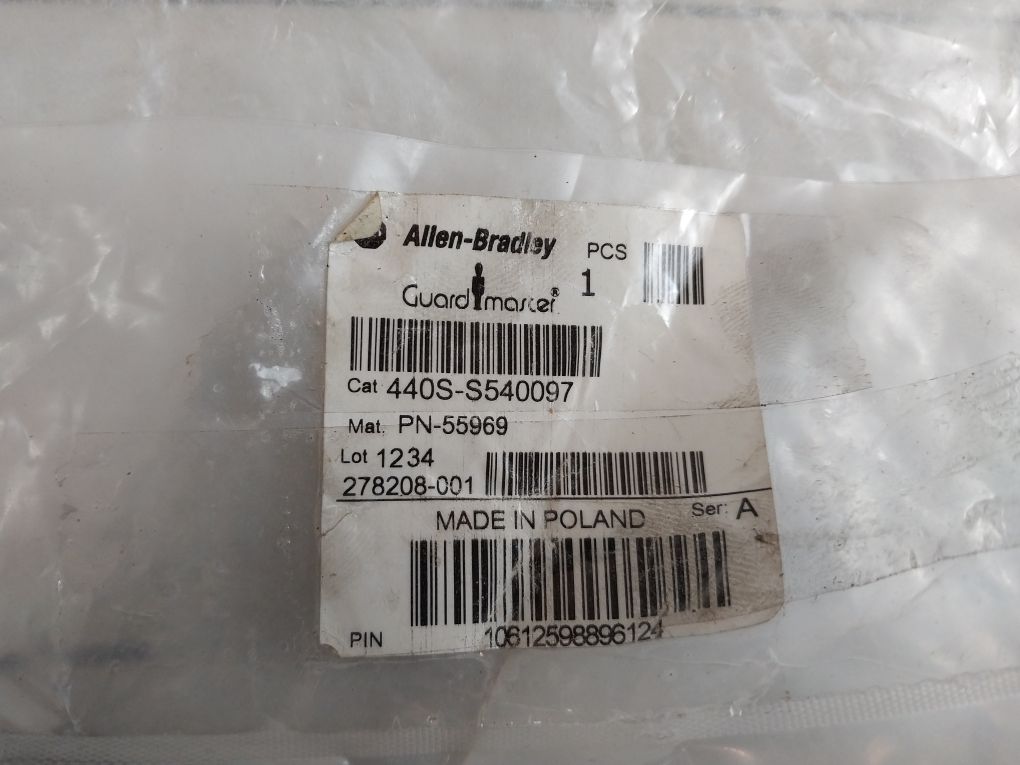 Allen-Bradley
PCS
1
Guardmaster®
Cat 440S-S540097
Mat. PN-55969
Lot 1234
278208-001
MADE IN POLAND
Ser: A
PIN
10612598896124